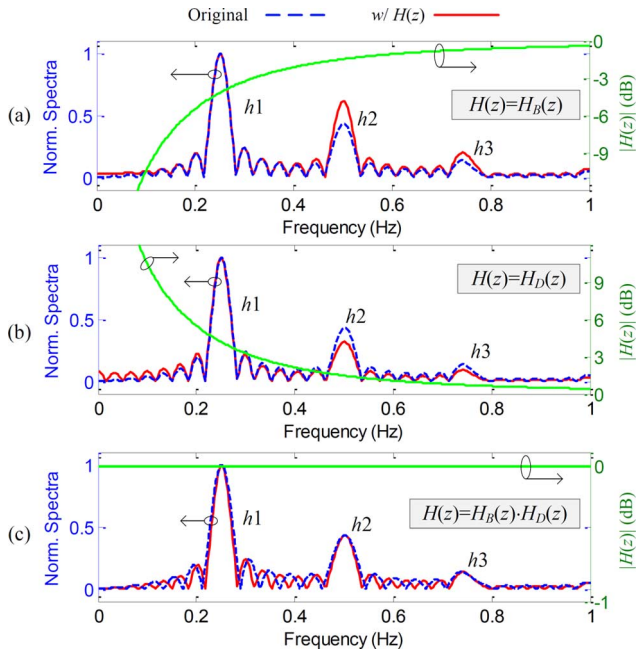 Original w/ H(z)
(a)
Norm. Spectra
1
0.5
0
h1
h2
h3
H(z)=H_B(z)
0
-3
-6
-9
|H(z)| (dB)
0 0.2 0.4 0.6 0.8 1
Frequency (Hz)
(b)
Norm. Spectra
1
0.5
0
h1
h2
h3
H(z)=H_D(z)
9
6
3
0
|H(z)| (dB)
0 0.2 0.4 0.6 0.8 1
Frequency (Hz)
(c)
Norm. Spectra
1
0.5
0
h1
h2
h3
H(z)=H_B(z)·H_D(z)
0
-1
|H(z)| (dB)
0 0.2 0.4 0.6 0.8 1
Frequency (Hz)